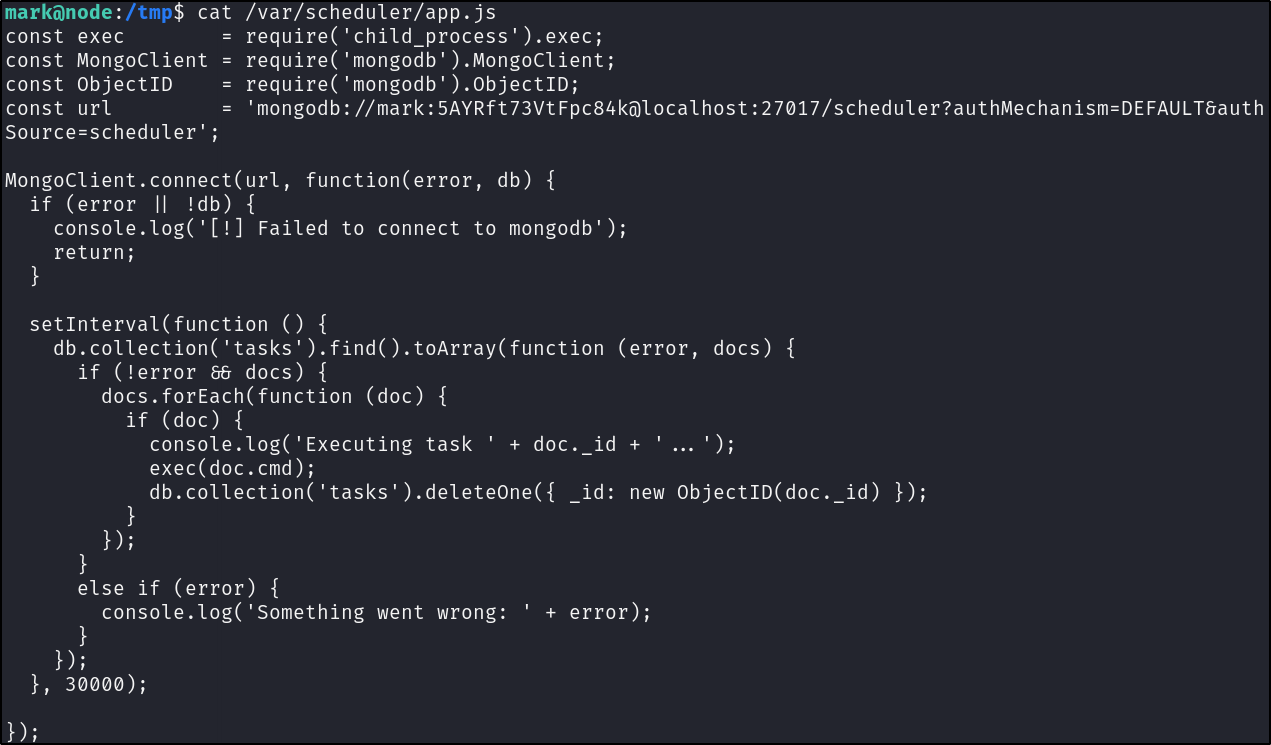 mark@node:/tmp$ cat /var/scheduler/app.js
const exec        = require('child_process').exec;
const MongoClient = require('mongodb').MongoClient;
const ObjectID    = require('mongodb').ObjectID;
const url         = 'mongodb://mark:5AYRft73VtFpc84k@localhost:27017/scheduler?authMechanism=DEFAULT&auth
Source=scheduler';

MongoClient.connect(url, function(error, db) {
  if (error || !db) {
    console.log('[!] Failed to connect to mongodb');
    return;
  }

  setInterval(function () {
    db.collection('tasks').find().toArray(function (error, docs) {
      if (!error && docs) {
        docs.forEach(function (doc) {
          if (doc) {
            console.log('Executing task ' + doc._id + '...');
            exec(doc.cmd);
            db.collection('tasks').deleteOne({ _id: new ObjectID(doc._id) });
          }
        });
      }
      else if (error) {
        console.log('Something went wrong: ' + error);
      }
    });
  }, 30000);

});